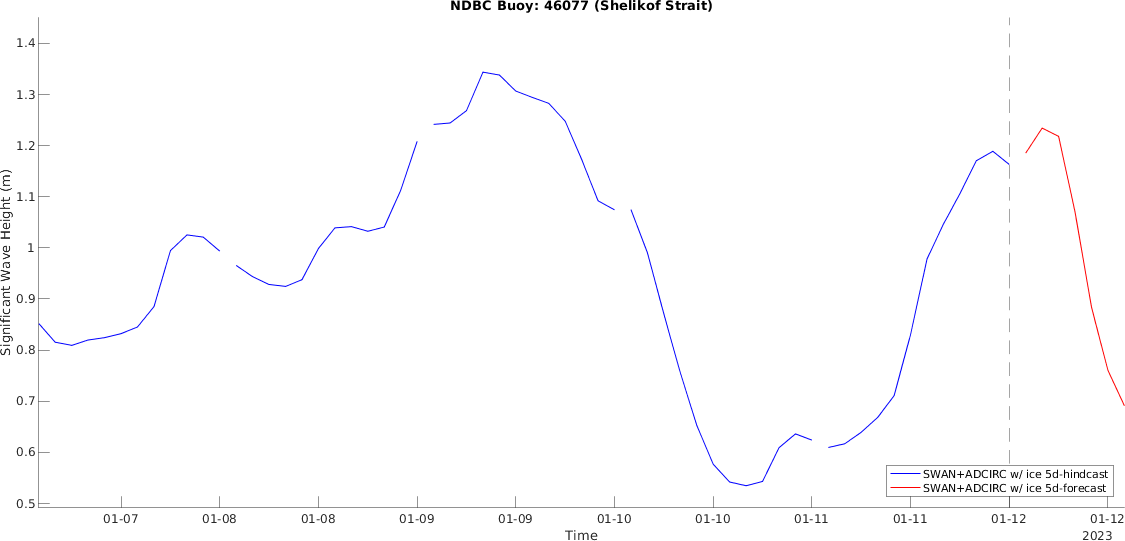 NDBC Buoy: 46077 (Shelikof Strait)
1.4
1.3
1.2
1.1
1
0.9
0.8
0.7
0.6
0.5
Significant Wave Height (m)
SWAN+ADCIRC w/ ice 5d-hindcast
SWAN+ADCIRC w/ ice 5d-forecast
01-07 01-08 01-08 01-09 01-09 01-10 01-10 01-11 01-11 01-12 01-12
Time
2023